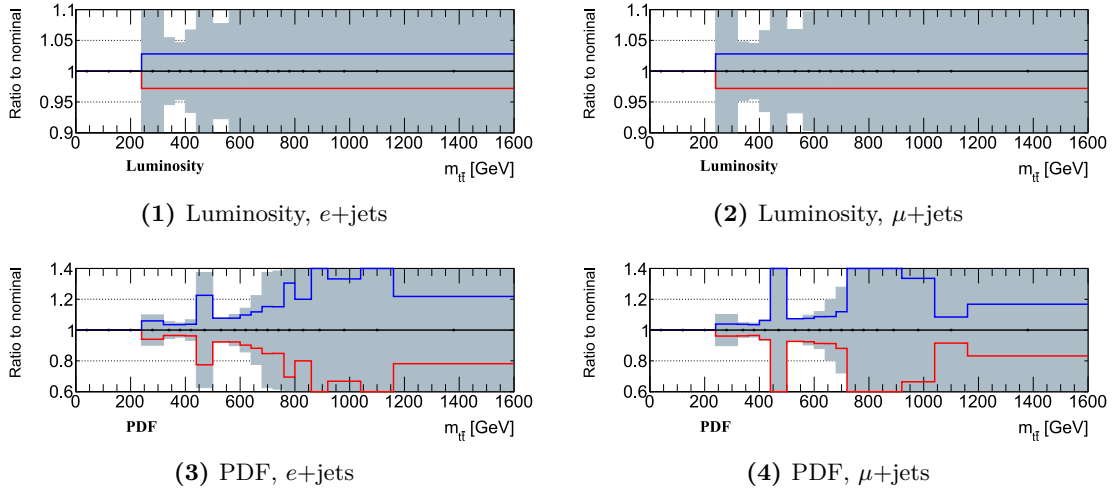 Ratio to nominal
1.1
1.05
1
0.95
0.9
0 200 400 600 800 1000 1200 1400 1600
Luminosity
m_{tt̄} [GeV]
(1) Luminosity, e+jets
Ratio to nominal
1.1
1.05
1
0.95
0.9
0 200 400 600 800 1000 1200 1400 1600
Luminosity
m_{tt̄} [GeV]
(2) Luminosity, μ+jets
Ratio to nominal
1.4
1.2
1
0.8
0.6
0 200 400 600 800 1000 1200 1400 1600
PDF
m_{tt̄} [GeV]
(3) PDF, e+jets
Ratio to nominal
1.4
1.2
1
0.8
0.6
0 200 400 600 800 1000 1200 1400 1600
PDF
m_{tt̄} [GeV]
(4) PDF, μ+jets